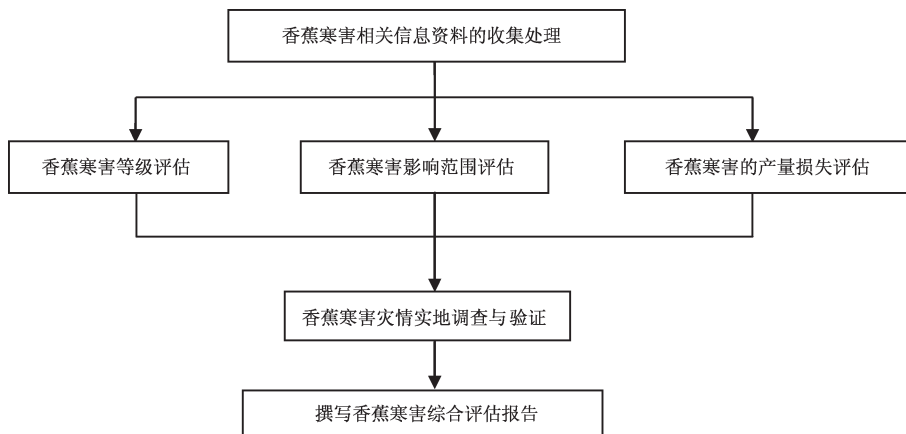 香蕉寒害相关信息资料的收集处理
香蕉寒害等级评估
香蕉寒害影响范围评估
香蕉寒害的产量损失评估
香蕉寒害灾情实地调查与验证
撰写香蕉寒害综合评估报告